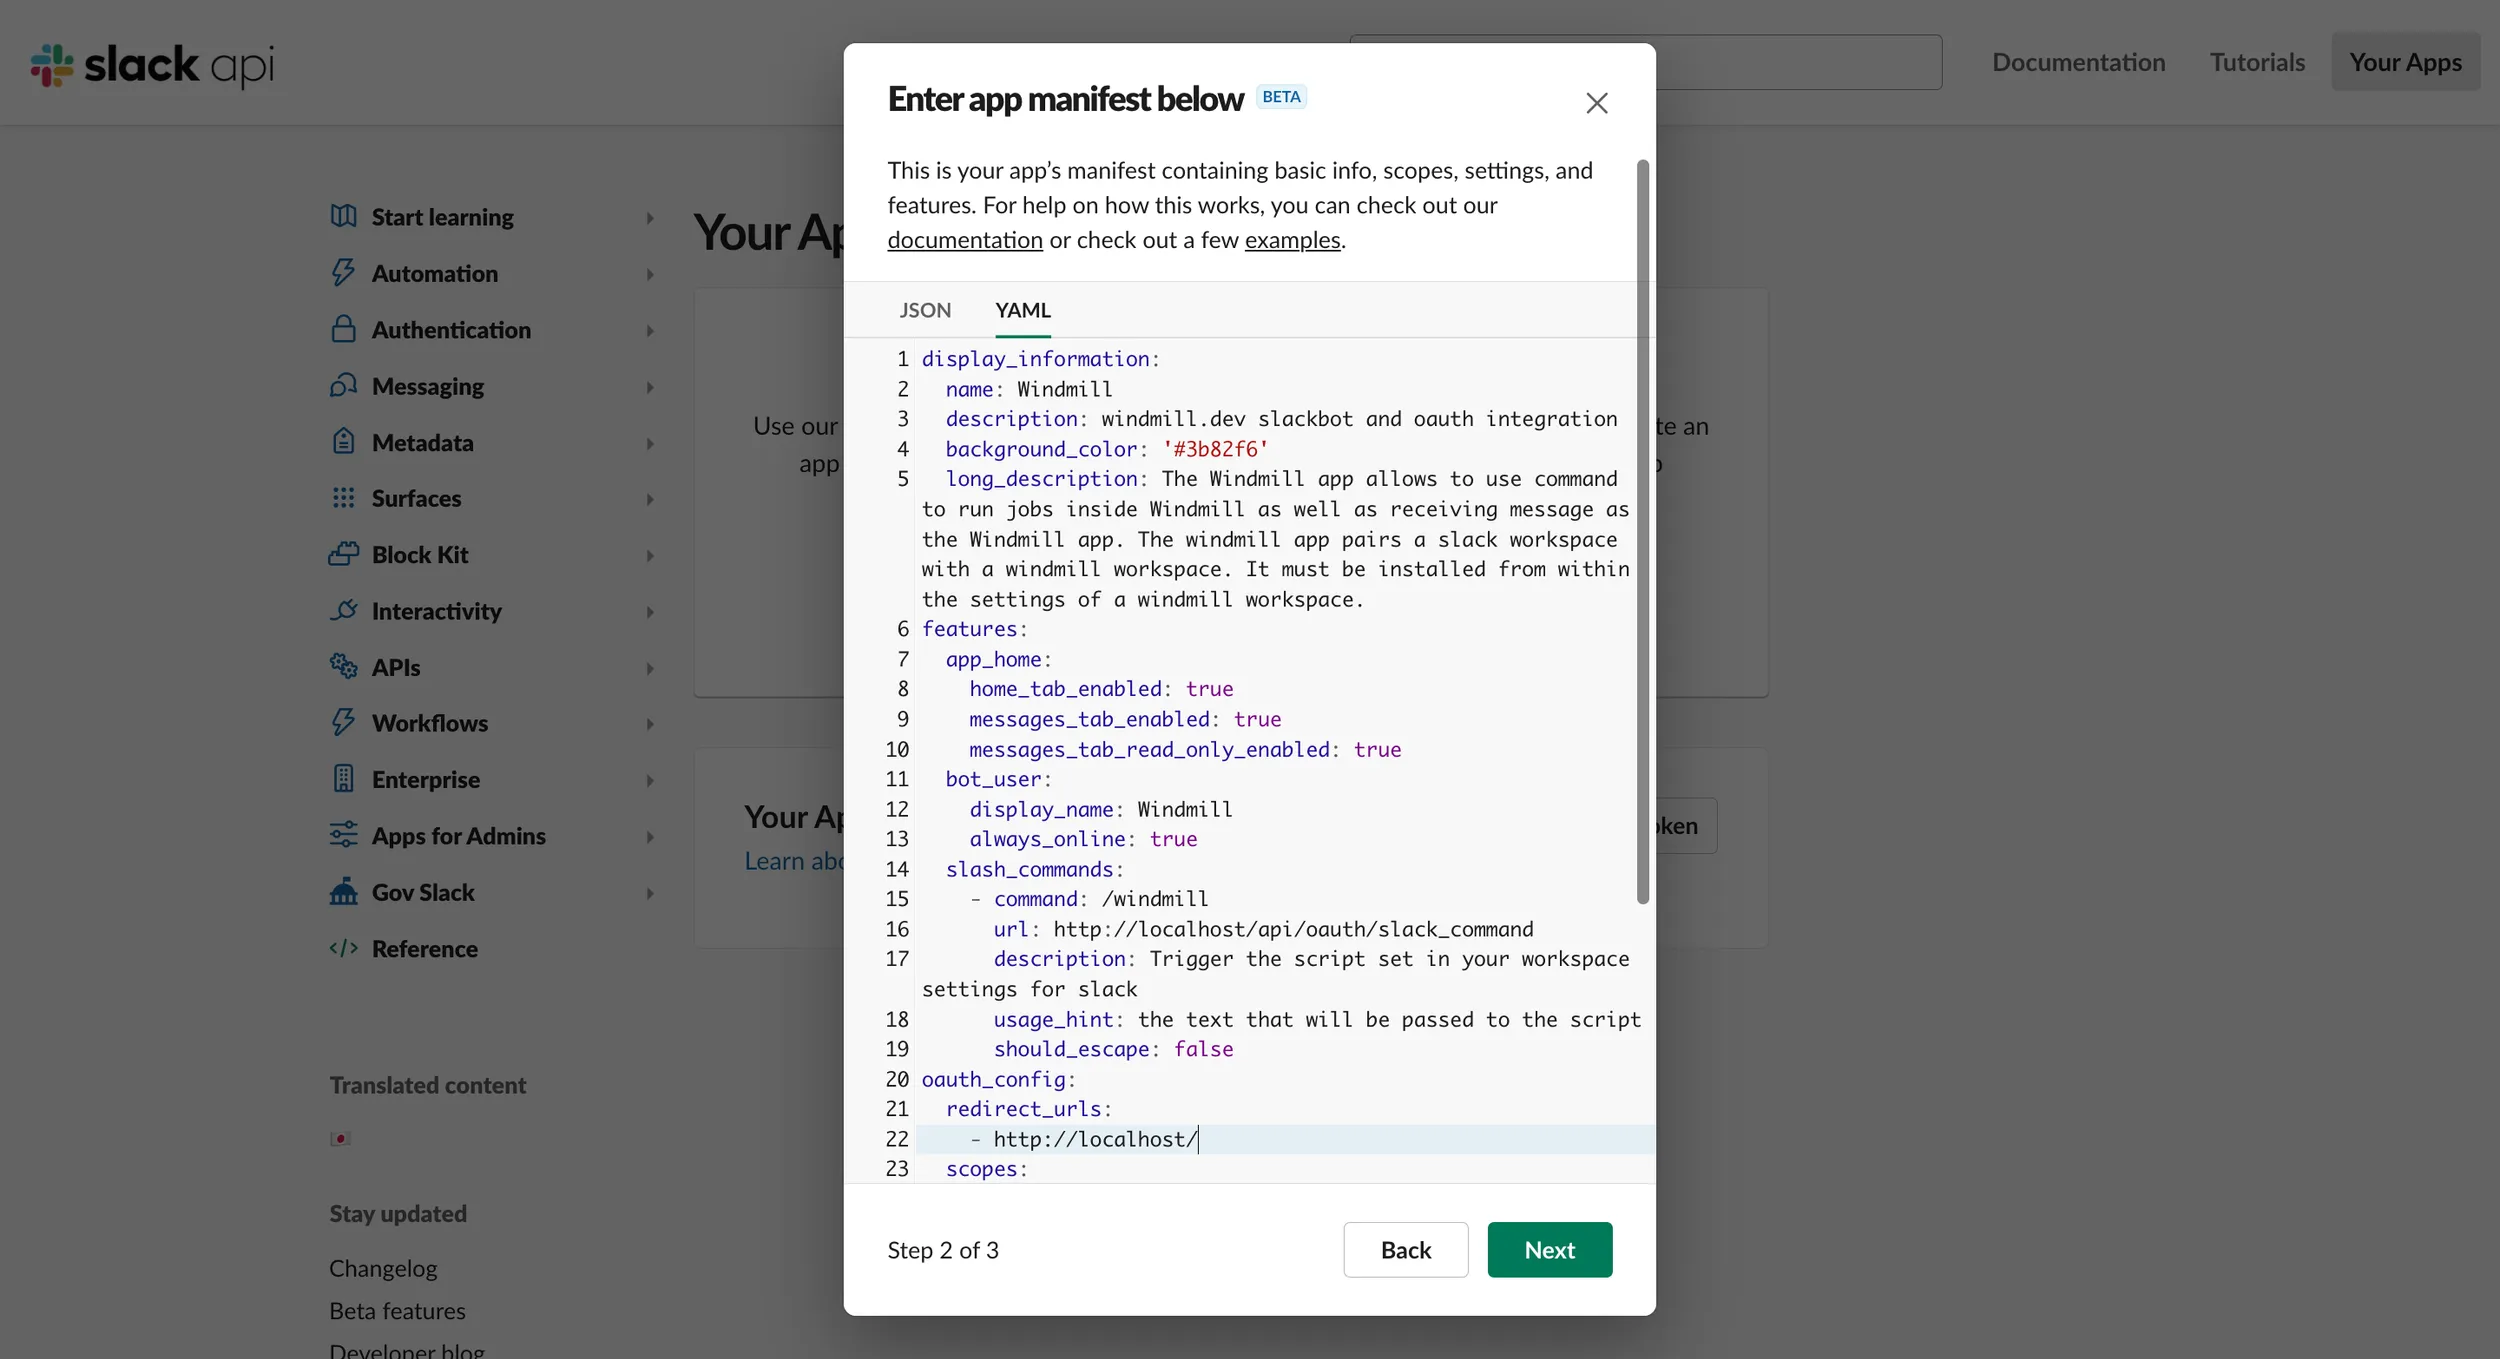 slack api
Documentation
Tutorials
Your Apps
Start learning
Automation
Authentication
Messaging
Metadata
Surfaces
Block Kit
Interactivity
APIs
Workflows
Enterprise
Apps for Admins
Gov Slack
Reference
Translated content
Stay updated
Changelog
Beta features
Developer blog
Your Ap
Use our
app
te an
Your Ap
Learn abo
oken
Enter app manifest below BETA
This is your app’s manifest containing basic info, scopes, settings, and
features. For help on how this works, you can check out our
documentation or check out a few examples.
JSON YAML
1 display_information:
2 name: Windmill
3 description: windmill.dev slackbot and oauth integration
4 background_color: '#3b82f6'
5 long_description: The Windmill app allows to use command
to run jobs inside Windmill as well as receiving message as
the Windmill app. The windmill app pairs a slack workspace
with a windmill workspace. It must be installed from within
the settings of a windmill workspace.
6 features:
7 app_home:
8 home_tab_enabled: true
9 messages_tab_enabled: true
10 messages_tab_read_only_enabled: true
11 bot_user:
12 display_name: Windmill
13 always_online: true
14 slash_commands:
15 - command: /windmill
16 url: http://localhost/api/oauth/slack_command
17 description: Trigger the script set in your workspace
settings for slack
18 usage_hint: the text that will be passed to the script
19 should_escape: false
20 oauth_config:
21 redirect_urls:
22 - http://localhost/
23 scopes:
Step 2 of 3
Back
Next